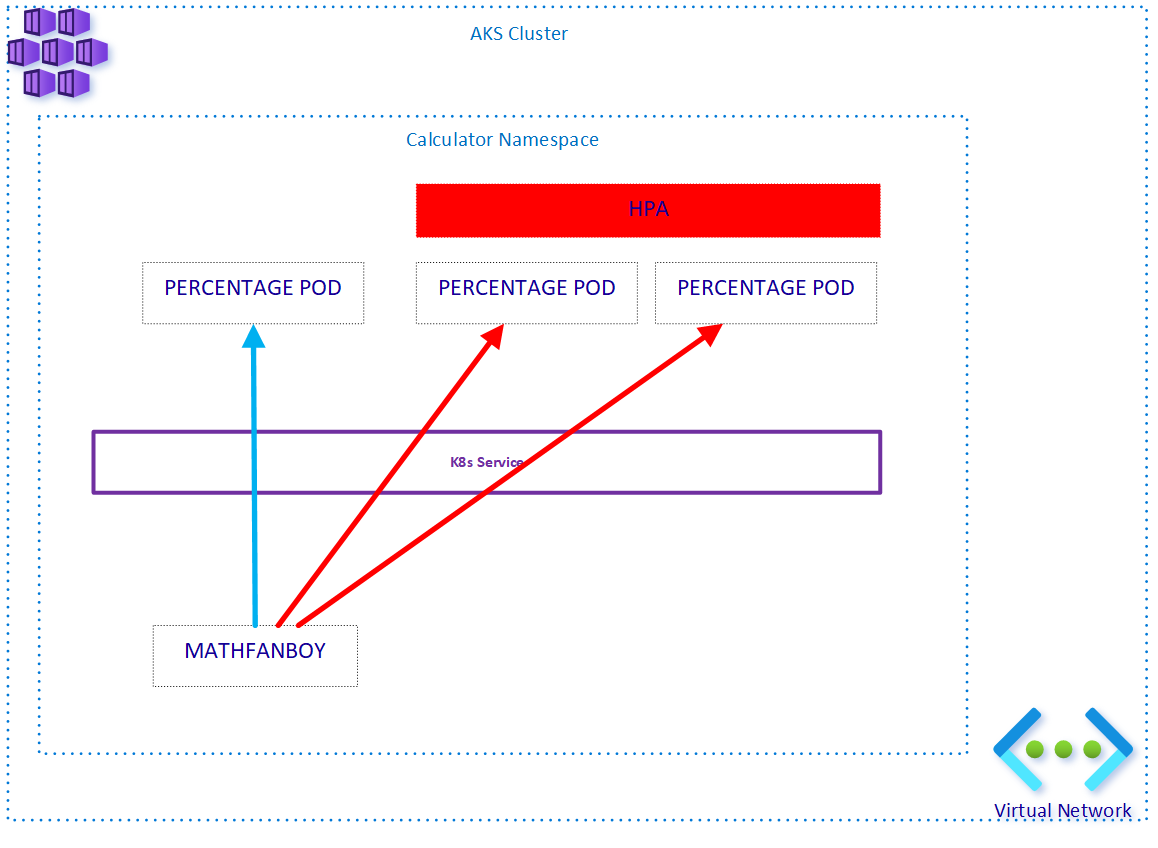 AKS Cluster
Calculator Namespace
HPA
PERCENTAGE POD
PERCENTAGE POD
PERCENTAGE POD
K8s Service
MATHFANBOY
Virtual Network